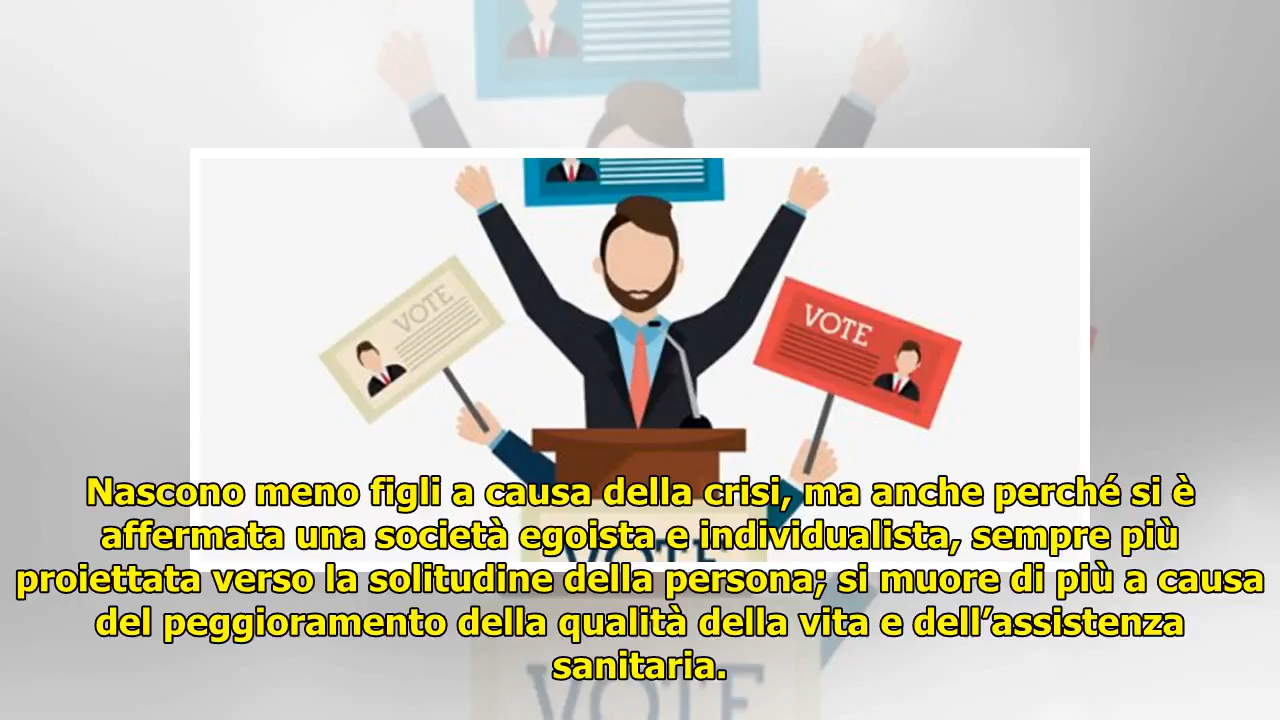 VOTE
VOTE
Nascono meno figli a causa della crisi, ma anche perché si è
affermata una società egoista e individualista, sempre più
proiettata verso la solitudine della persona; si muore di più a causa
del peggioramento della qualità della vita e dell’assistenza
sanitaria.
VOTE
VOTE